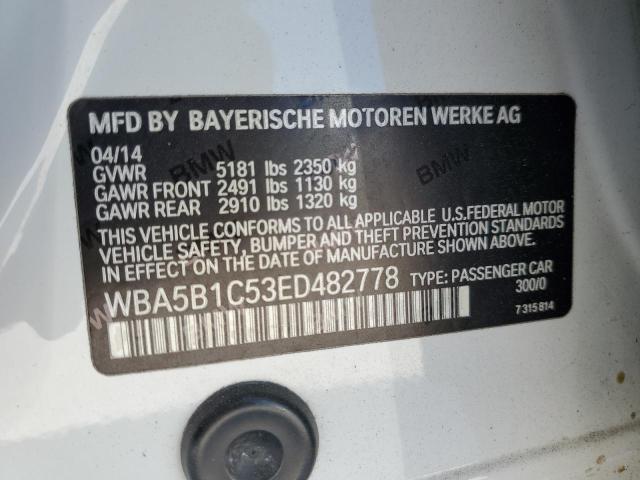 MFD BY BAYERISCHE MOTOREN WERKE AG
04/14
GVWR 5181 lbs 2350 kg
GAWR FRONT 2491 lbs 1130 kg
GAWR REAR 2910 lbs 1320 kg
THIS VEHICLE CONFORMS TO ALL APPLICABLE U.S.FEDERAL MOTOR
VEHICLE SAFETY, BUMPER AND THEFT PREVENTION STANDARDS
IN EFFECT ON THE DATE OF MANUFACTURE SHOWN ABOVE.
WBA5B1C53ED482778 TYPE: PASSENGER CAR
300/0
7315814
BMW
BMW